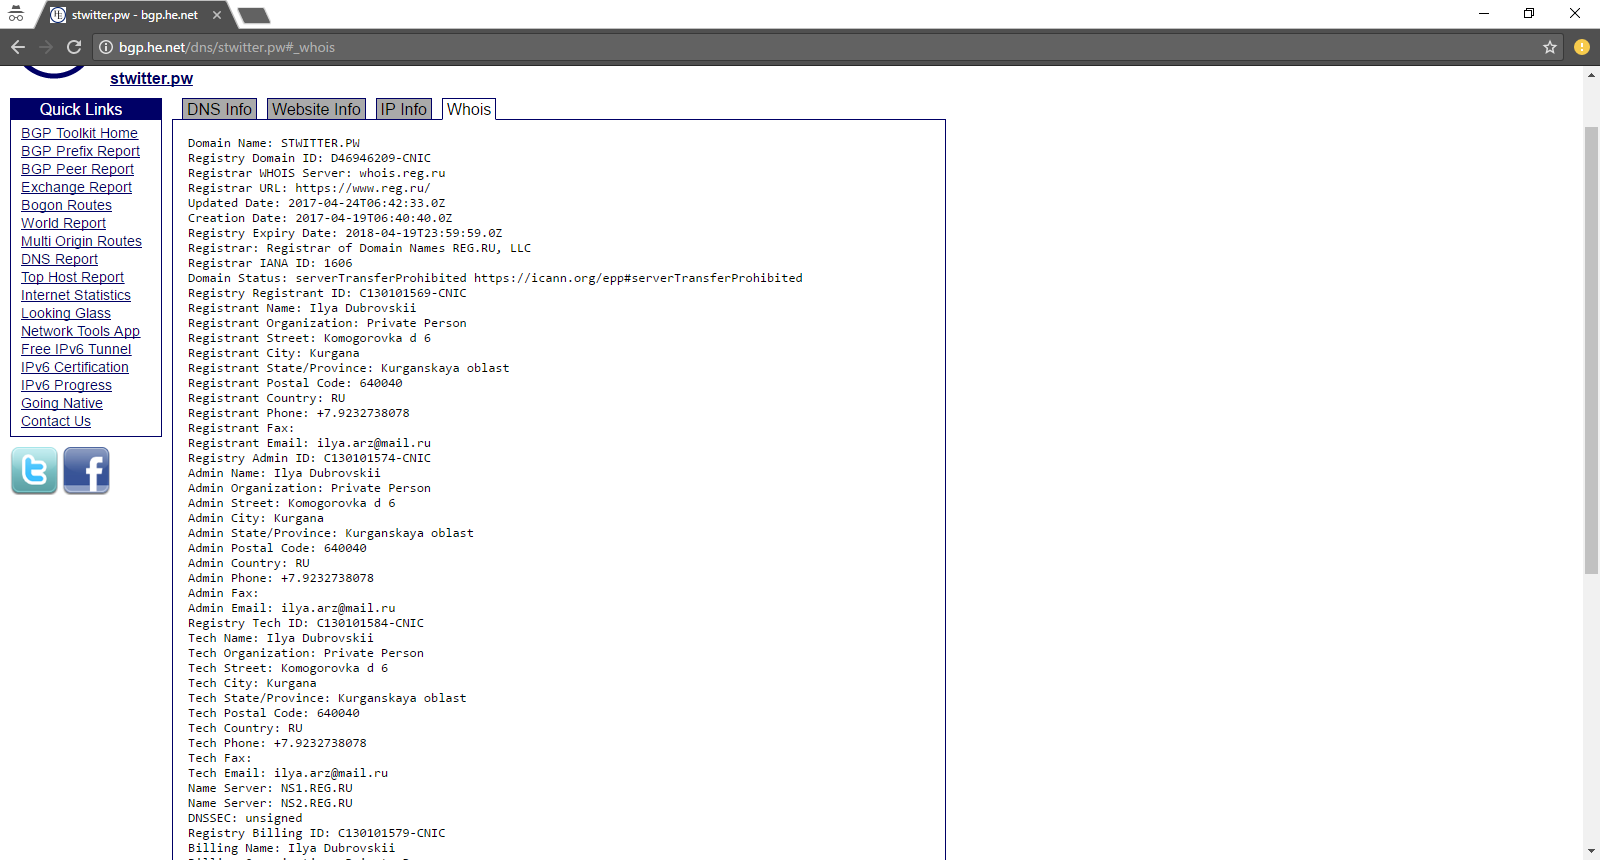 stwitter.pw - bgp.he.net
bgp.he.net/dns/stwitter.pw#_whois
stwitter.pw
Quick Links
BGP Toolkit Home
BGP Prefix Report
BGP Peer Report
Exchange Report
Bogon Routes
World Report
Multi Origin Routes
DNS Report
Top Host Report
Internet Statistics
Looking Glass
Network Tools App
Free IPv6 Tunnel
IPv6 Certification
IPv6 Progress
Going Native
Contact Us
DNS Info Website Info IP Info Whois
Domain Name: STWITTER.PW
Registry Domain ID: D46946209-CNIC
Registrar WHOIS Server: whois.reg.ru
Registrar URL: https://www.reg.ru/
Updated Date: 2017-04-24T06:42:33.0Z
Creation Date: 2017-04-19T06:40:40.0Z
Registry Expiry Date: 2018-04-19T23:59:59.0Z
Registrar: Registrar of Domain Names REG.RU, LLC
Registrar IANA ID: 1606
Domain Status: serverTransferProhibited https://icann.org/epp#serverTransferProhibited
Registry Registrant ID: C130101569-CNIC
Registrant Name: Ilya Dubrovskii
Registrant Organization: Private Person
Registrant Street: Komogorovka d 6
Registrant City: Kurgana
Registrant State/Province: Kurganskaya oblast
Registrant Postal Code: 640040
Registrant Country: RU
Registrant Phone: +7.9232738078
Registrant Fax:
Registrant Email: ilya.arz@mail.ru
Registry Admin ID: C130101574-CNIC
Admin Name: Ilya Dubrovskii
Admin Organization: Private Person
Admin Street: Komogorovka d 6
Admin City: Kurgana
Admin State/Province: Kurganskaya oblast
Admin Postal Code: 640040
Admin Country: RU
Admin Phone: +7.9232738078
Admin Fax:
Admin Email: ilya.arz@mail.ru
Registry Tech ID: C130101584-CNIC
Tech Name: Ilya Dubrovskii
Tech Organization: Private Person
Tech Street: Komogorovka d 6
Tech City: Kurgana
Tech State/Province: Kurganskaya oblast
Tech Postal Code: 640040
Tech Country: RU
Tech Phone: +7.9232738078
Tech Fax:
Tech Email: ilya.arz@mail.ru
Name Server: NS1.REG.RU
Name Server: NS2.REG.RU
DNSSEC: unsigned
Registry Billing ID: C130101579-CNIC
Billing Name: Ilya Dubrovskii